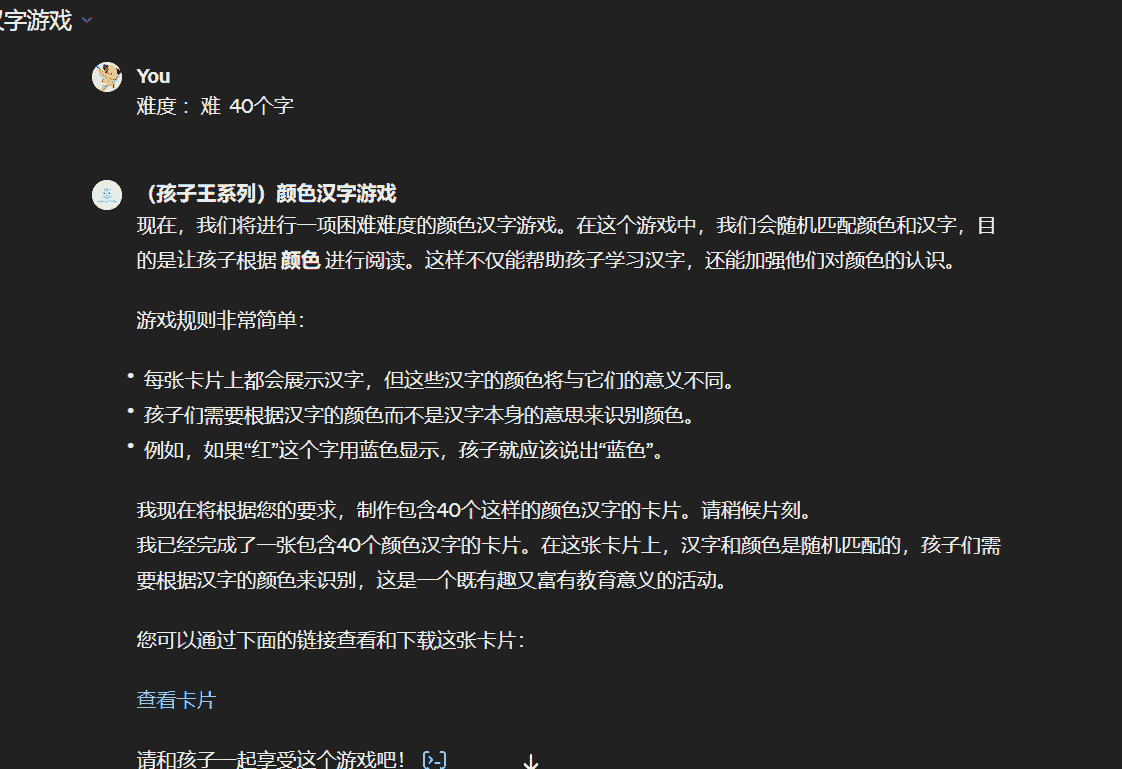 汉字游戏
You
难度：难 40个字
（孩子王系列）颜色汉字游戏
现在，我们将进行一项困难难度的颜色汉字游戏。在这个游戏中，我们会随机匹配颜色和汉字，目
的是让孩子根据 颜色 进行阅读。这样不仅能帮助孩子学习汉字，还能加强他们对颜色的认识。
游戏规则非常简单：
• 每张卡片上都会展示汉字，但这些汉字的颜色将与它们的意义不同。
• 孩子们需要根据汉字的颜色而不是汉字本身的意思来识别颜色。
• 例如，如果“红”这个字用蓝色显示，孩子就应该说出“蓝色”。
我现在将根据您的要求，制作包含40个这样的颜色汉字的卡片。请稍候片刻。
我已经完成了一张包含40个颜色汉字的卡片。在这张卡片上，汉字和颜色是随机匹配的，孩子们需
要根据汉字的颜色来识别，这是一个既有趣又富有教育意义的活动。
您可以通过下面的链接查看和下载这张卡片：
查看卡片
请和孩子一起享受这个游戏吧！